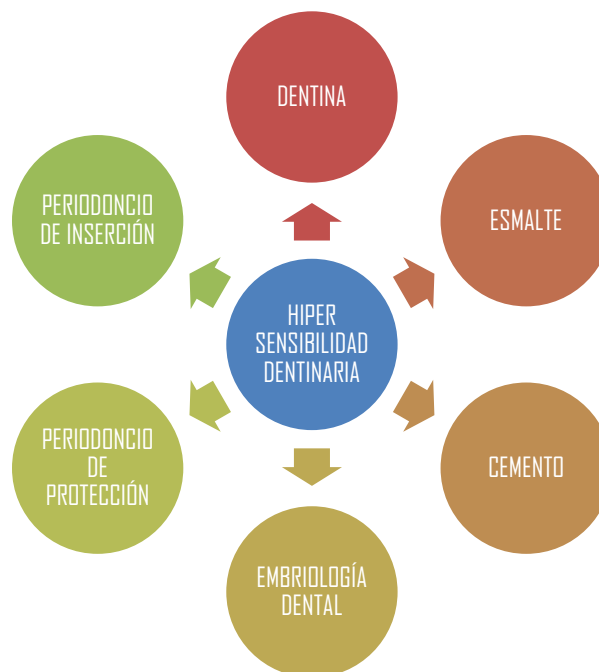 DENTINA
PERIODONCIO
DE INSERCIÓN
ESMALTE
HIPER
SENSIBILIDAD
DENTINARIA
PERIODONCIO
DE
PROTECCIÓN
CEMENTO
EMBRIOLOGÍA
DENTAL